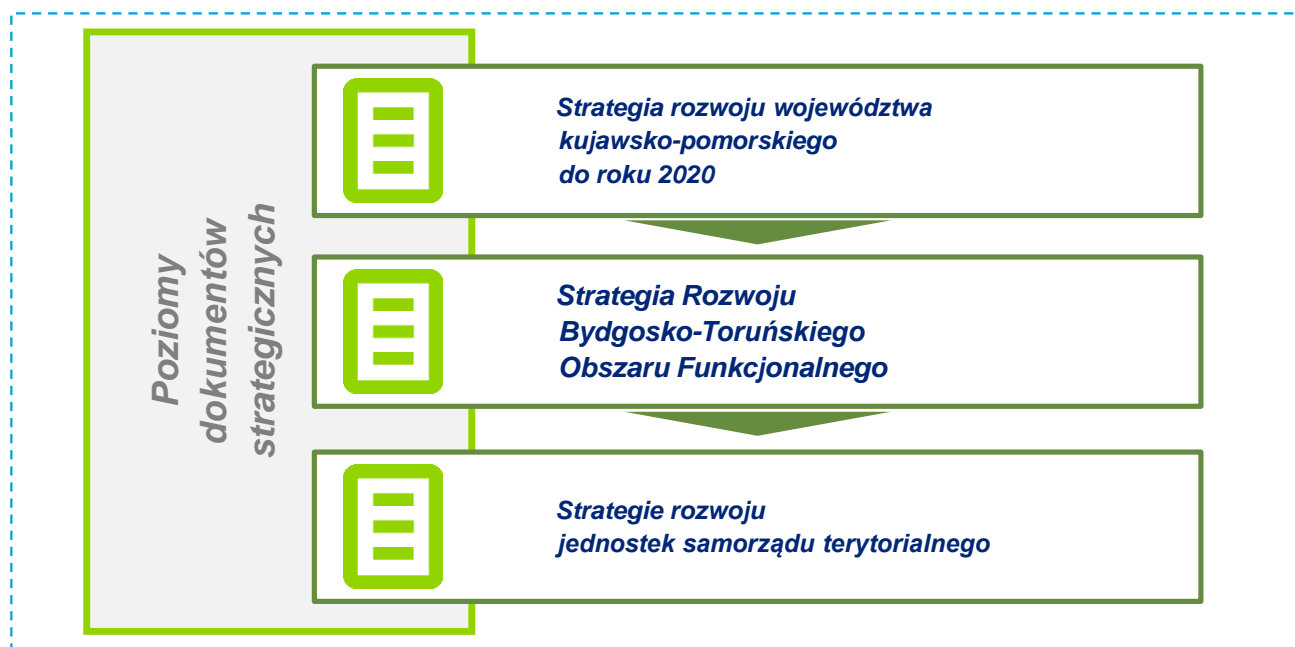 Poziomy
dokumentów
strategicznych
Strategia rozwoju województwa
kujawsko-pomorskiego
do roku 2020
Strategia Rozwoju
Bydgosko-Toruńskiego
Obszaru Funkcjonalnego
Strategie rozwoju
jednostek samorządu terytorialnego